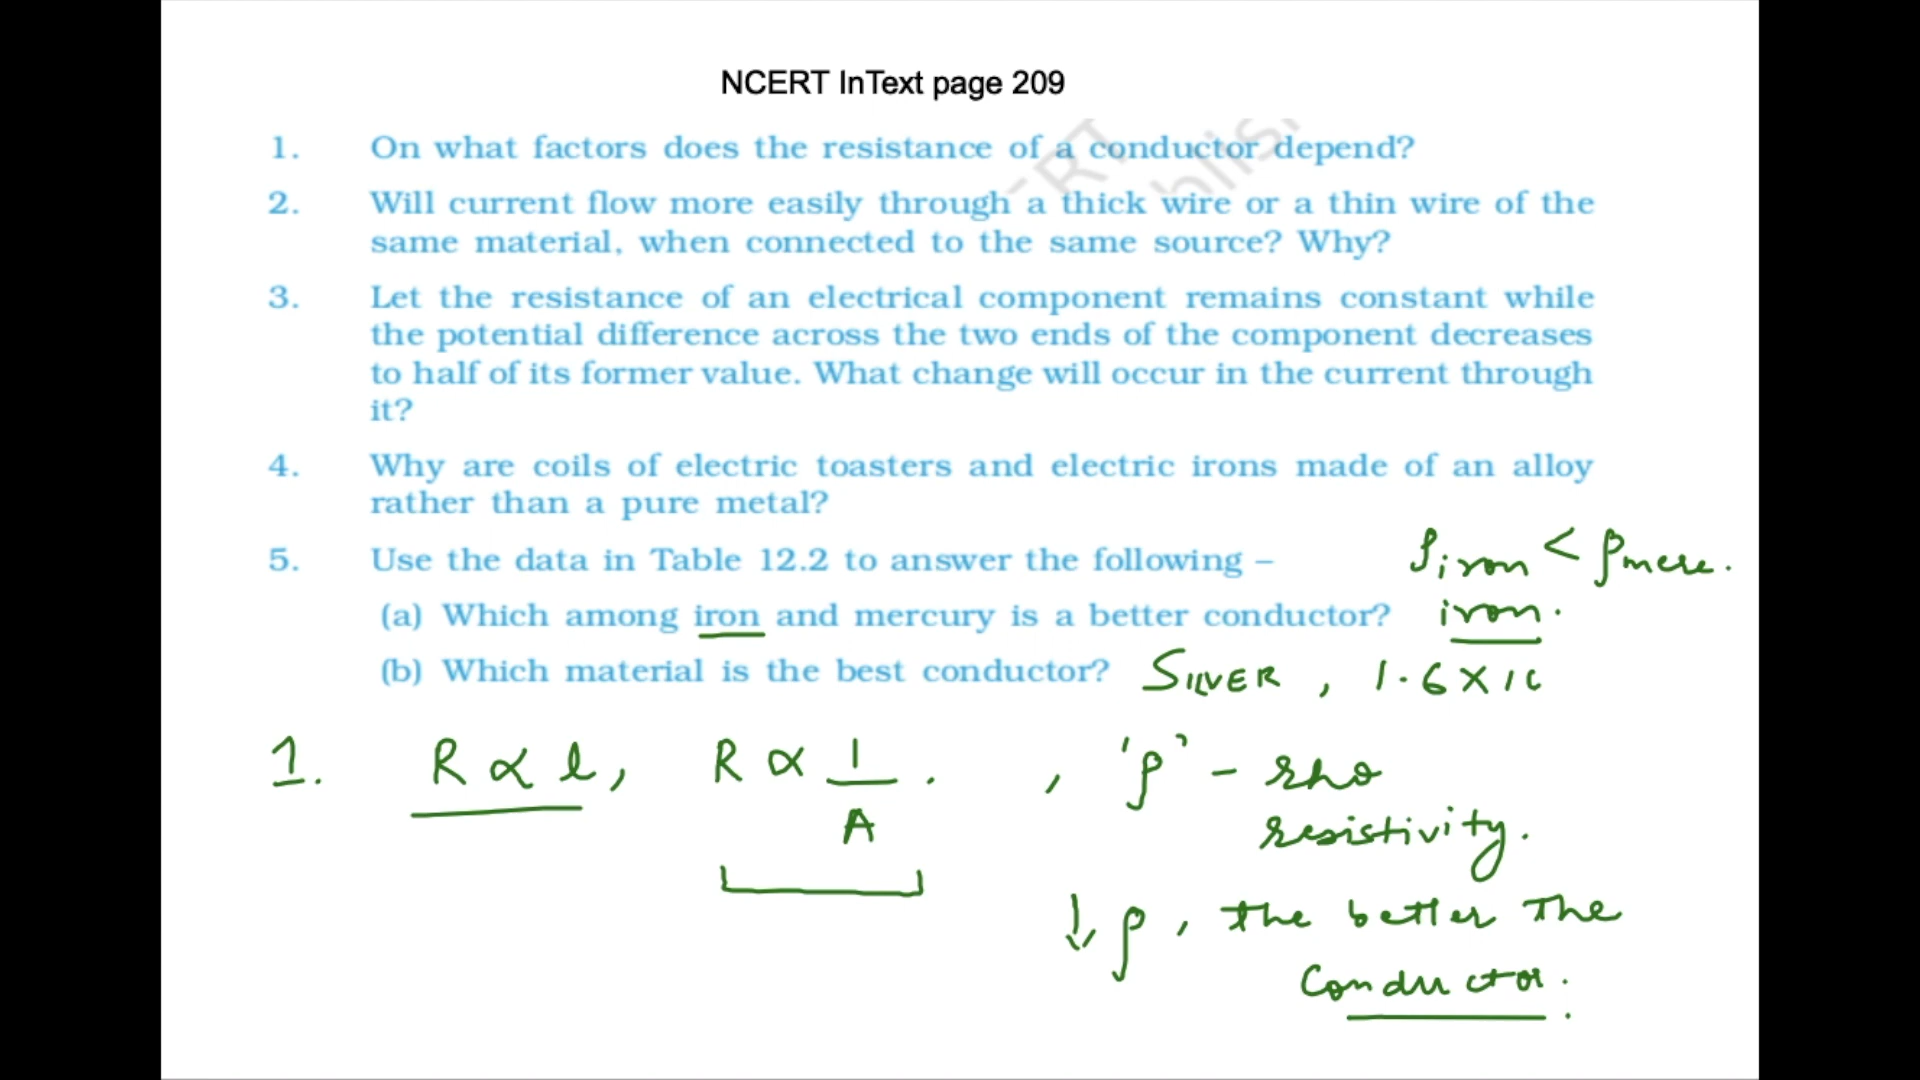 NCERT InText page 209
1. On what factors does the resistance of a conductor depend?
2. Will current flow more easily through a thick wire or a thin wire of the
same material, when connected to the same source? Why?
3. Let the resistance of an electrical component remains constant while
the potential difference across the two ends of the component decreases
to half of its former value. What change will occur in the current through
it?
4. Why are coils of electric toasters and electric irons made of an alloy
rather than a pure metal?
5. Use the data in Table 12.2 to answer the following –
ρiron < ρmerc.
(a) Which among iron and mercury is a better conductor? iron.
(b) Which material is the best conductor? SILVER, 1.6 X 10
1. R ∝ l, R ∝ 1/A . , 'ρ' - rho
resistivity.
↓ ρ, the better The
Conductor.